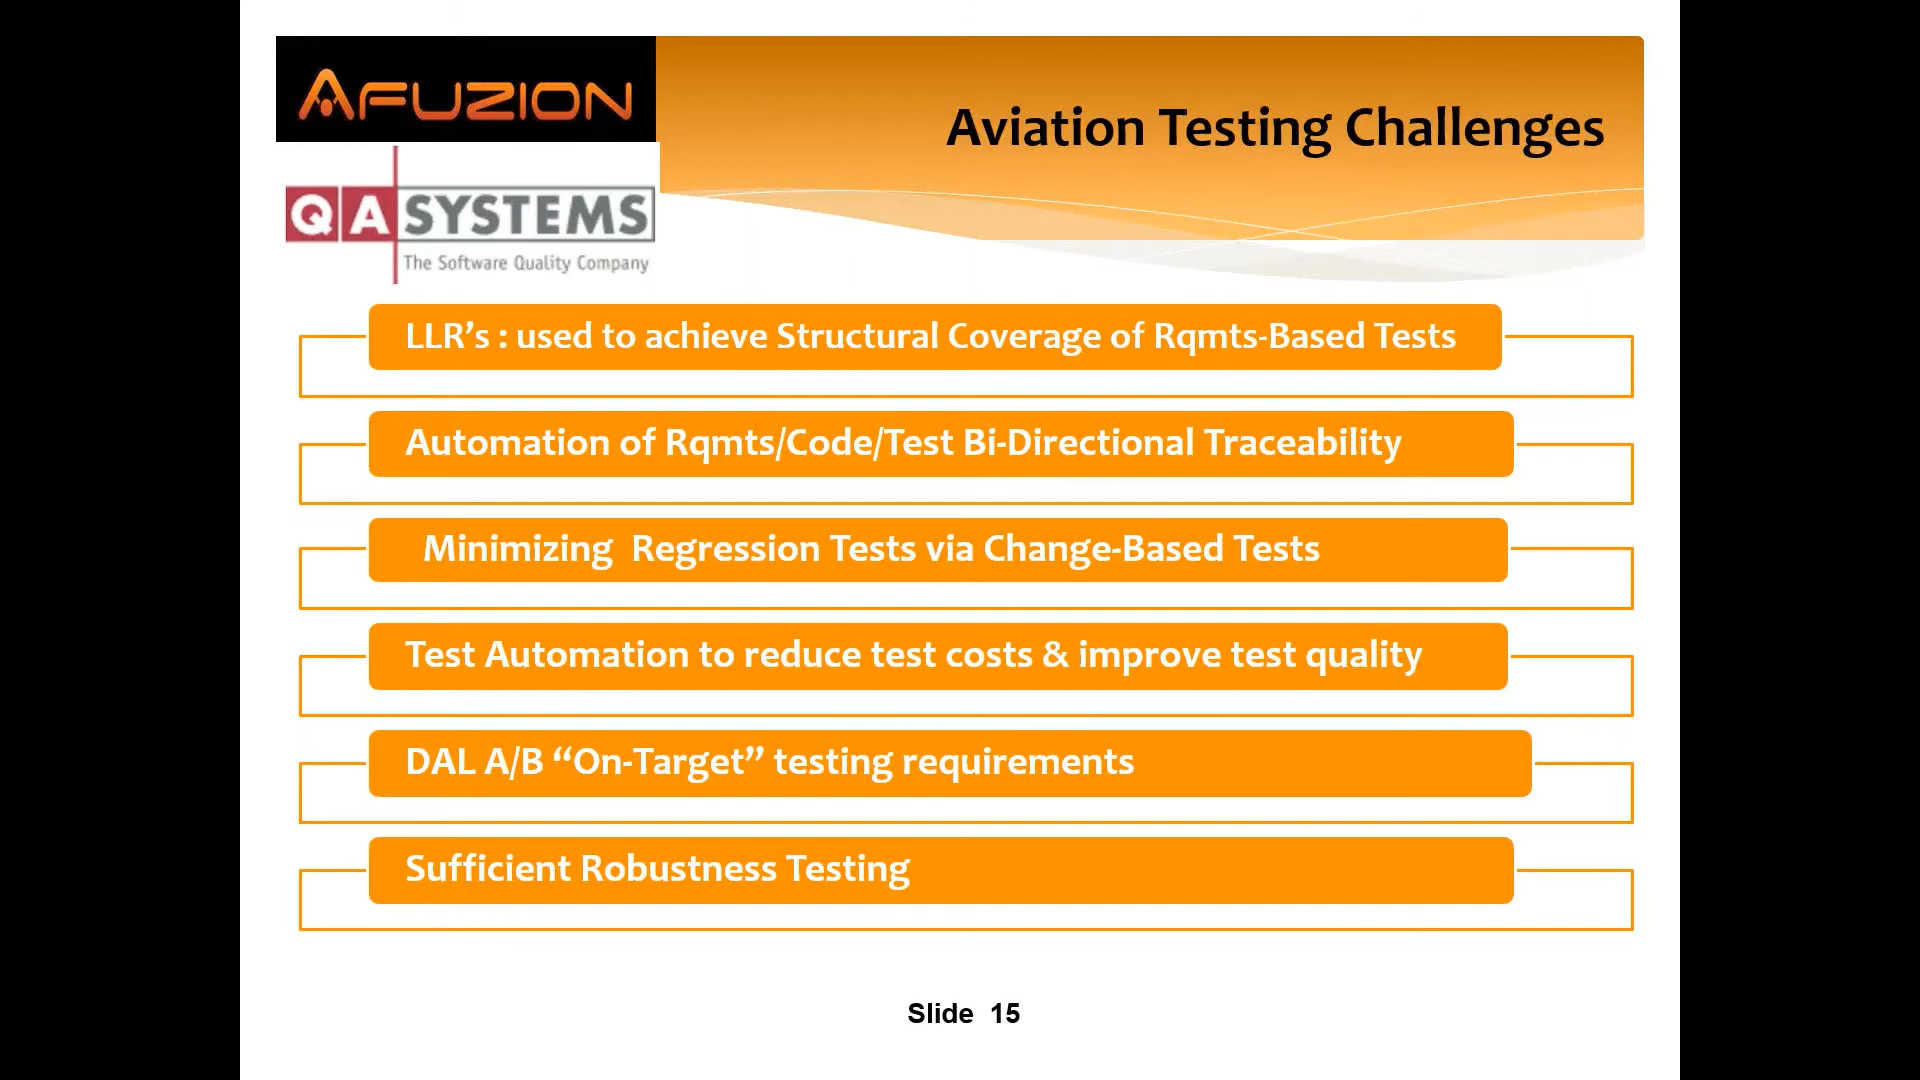 AFUZION
Aviation Testing Challenges
QA SYSTEMS
The Software Quality Company
LLR’s : used to achieve Structural Coverage of Rqmts-Based Tests
Automation of Rqmts/Code/Test Bi-Directional Traceability
Minimizing  Regression Tests via Change-Based Tests
Test Automation to reduce test costs & improve test quality
DAL A/B “On-Target” testing requirements
Sufficient Robustness Testing
Slide  15